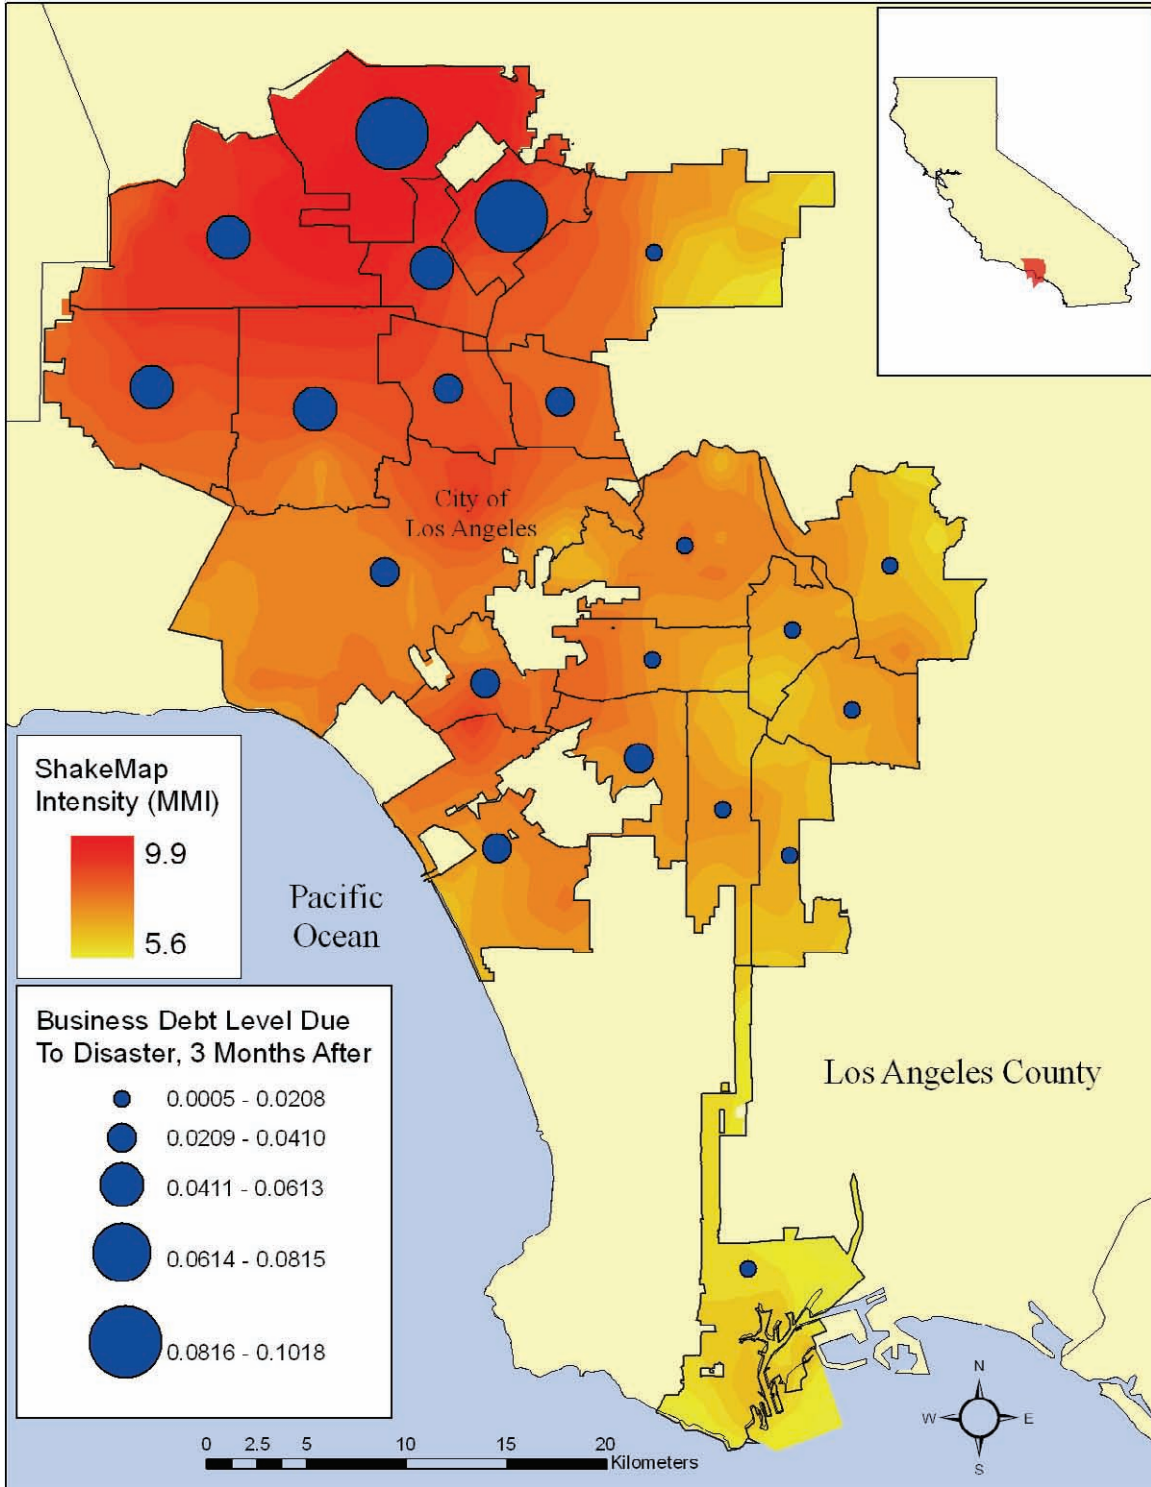 City of
Los Angeles
ShakeMap
Intensity (MMI)
9.9
5.6
Pacific
Ocean
Business Debt Level Due
To Disaster, 3 Months After
0.0005 - 0.0208
0.0209 - 0.0410
0.0411 - 0.0613
0.0614 - 0.0815
0.0816 - 0.1018
Los Angeles County
N
W E
S
0 2.5 5 10 15 20
Kilometers